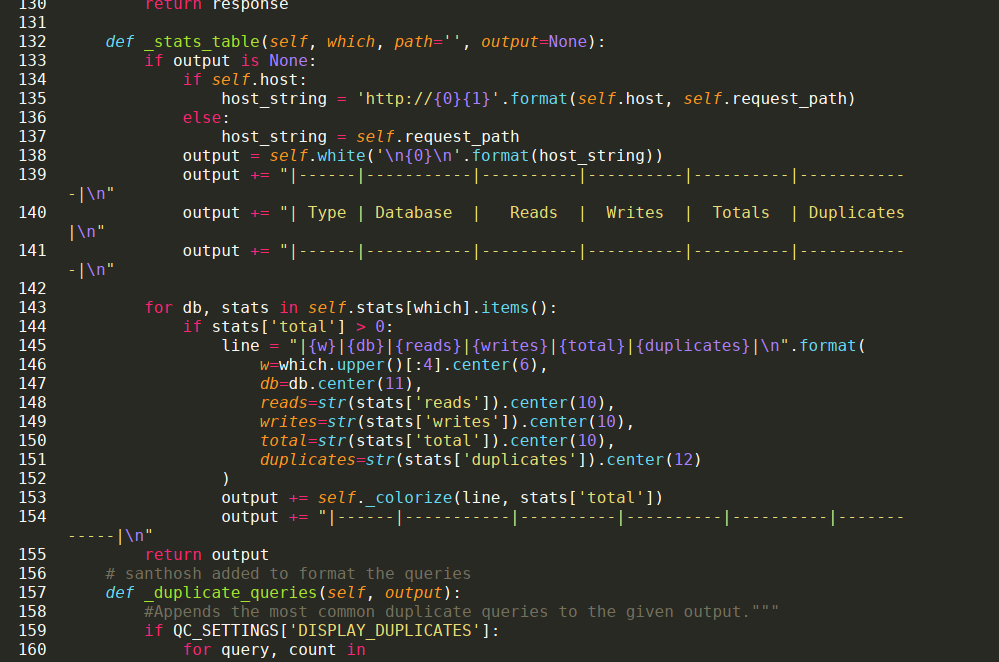 130             return response
131
132         def _stats_table(self, which, path='', output=None):
133             if output is None:
134                 if self.host:
135                     host_string = 'http://{0}{1}'.format(self.host, self.request_path)
136                 else:
137                     host_string = self.request_path
138                 output = self.white('\n{0}\n'.format(host_string))
139                 output += "|------|-----------|----------|----------|----------|-----------
-|\n"
140                 output += "| Type | Database  |   Reads  |  Writes  |  Totals  | Duplicates
|\n"
141                 output += "|------|-----------|----------|----------|----------|-----------
-|\n"
142
143             for db, stats in self.stats[which].items():
144                 if stats['total'] > 0:
145                     line = "|{w}|{db}|{reads}|{writes}|{total}|{duplicates}|\n".format(
146                         w=which.upper()[:4].center(6),
147                         db=db.center(11),
148                         reads=str(stats['reads']).center(10),
149                         writes=str(stats['writes']).center(10),
150                         total=str(stats['total']).center(10),
151                         duplicates=str(stats['duplicates']).center(12)
152                     )
153                     output += self._colorize(line, stats['total'])
154                     output += "|------|-----------|----------|----------|----------|-------
-----|\n"
155             return output
156         # santhosh added to format the queries
157         def _duplicate_queries(self, output):
158             #Appends the most common duplicate queries to the given output."""
159             if QC_SETTINGS['DISPLAY_DUPLICATES']:
160                 for query, count in